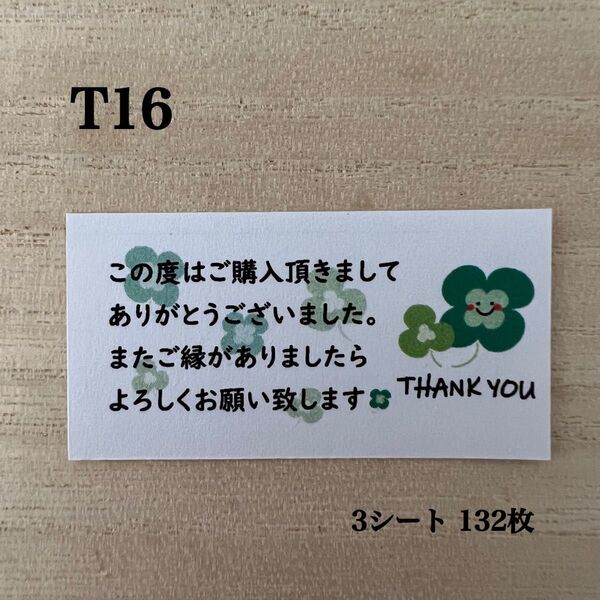 T16
この度はご購入頂きまして
ありがとうございました。
またご縁がありましたら
よろしくお願い致します
THANK YOU
3シート 132枚